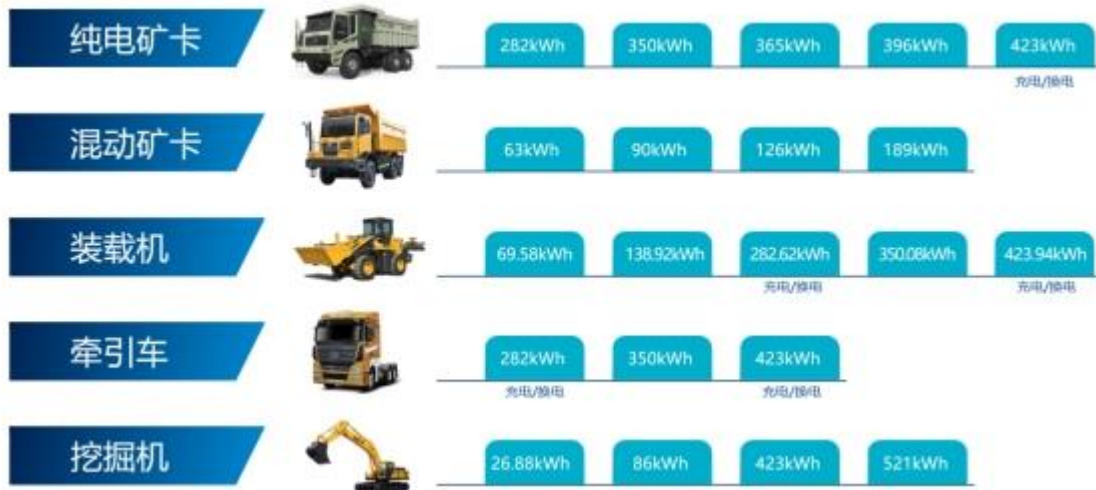 纯电矿卡 282kWh 350kWh 365kWh 396kWh 423kWh
充电/换电
混动矿卡 63kWh 90kWh 126kWh 189kWh
装载机 69.58kWh 138.92kWh 282.62kWh 350.08kWh 423.94kWh
充电/换电 充电/换电
牵引车 282kWh 350kWh 423kWh
充电/换电 充电/换电
挖掘机 26.88kWh 86kWh 423kWh 521kWh